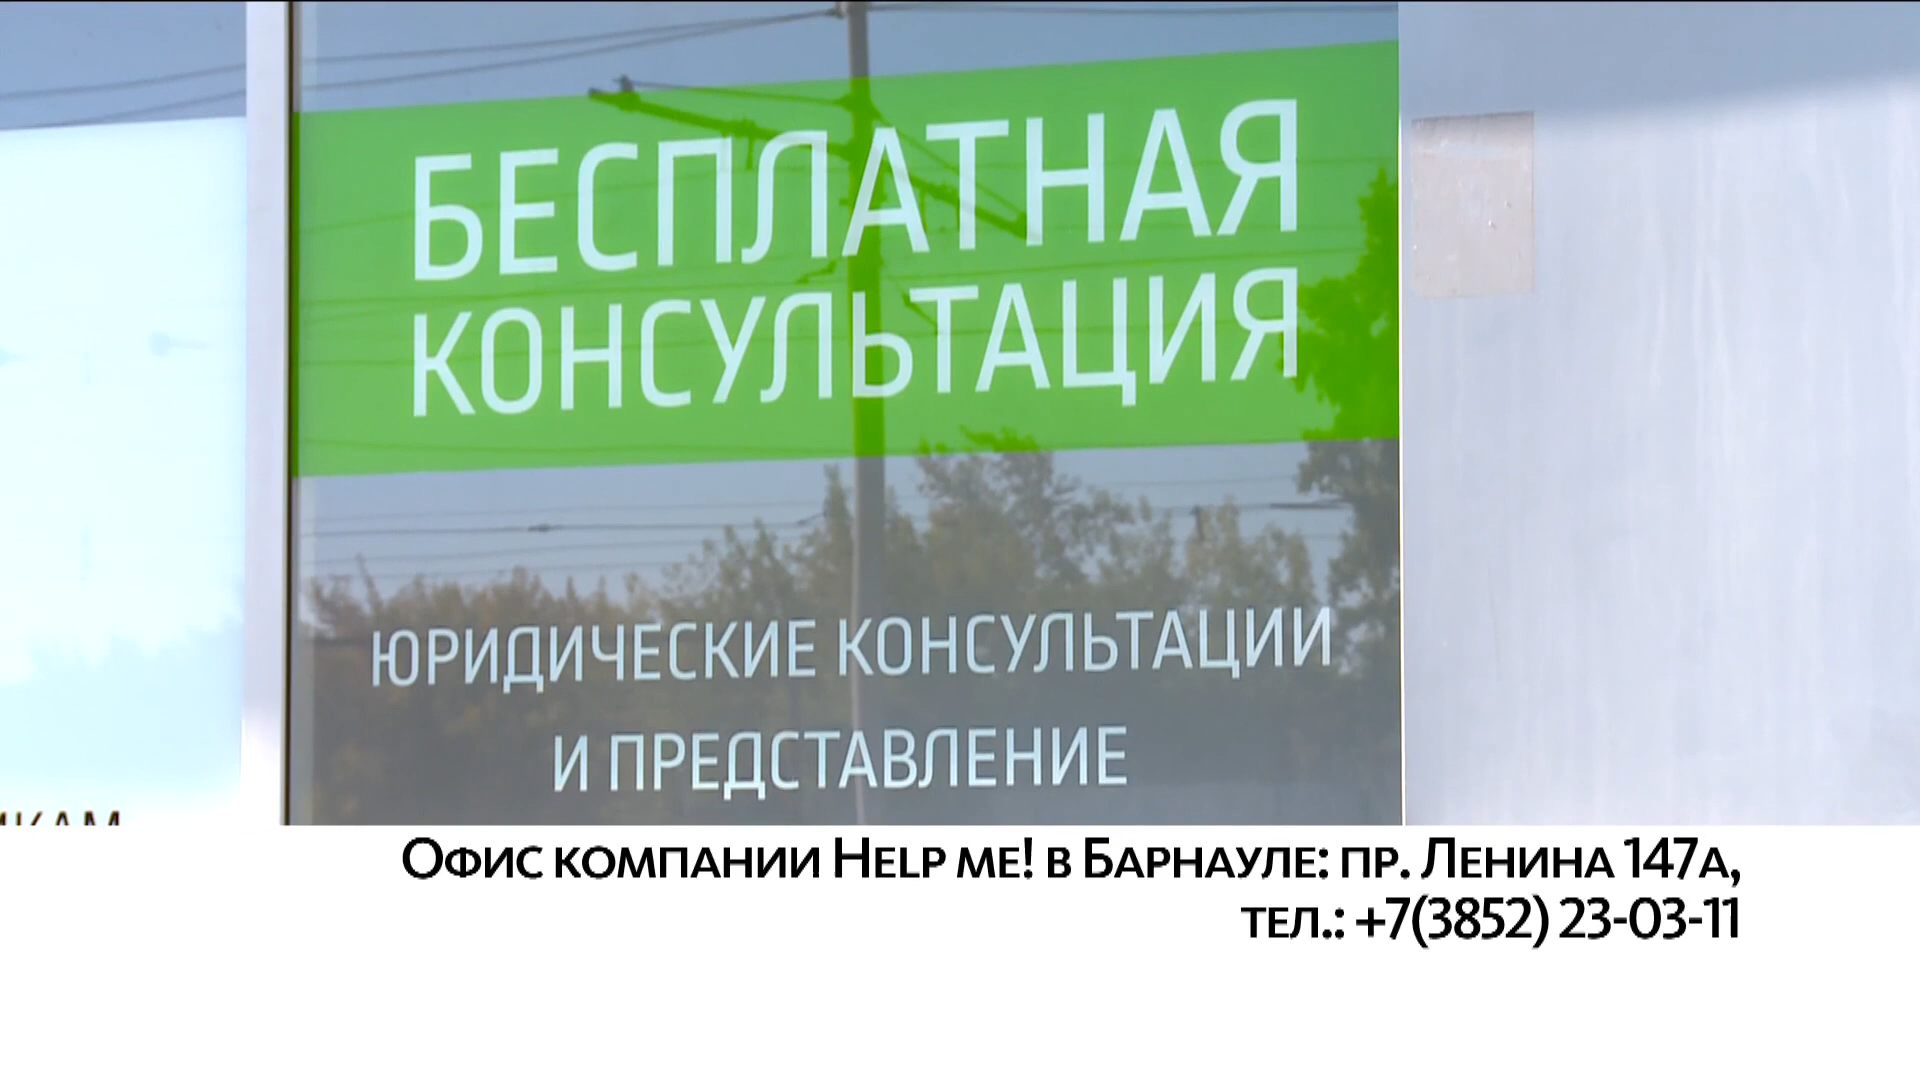 БЕСПЛАТНАЯ
КОНСУЛЬТАЦИЯ
ЮРИДИЧЕСКИЕ КОНСУЛЬТАЦИИ
И ПРЕДСТАВЛЕНИЕ
Офис компании Help me! в Барнауле: пр. Ленина 147а,
тел.: +7(3852) 23-03-11